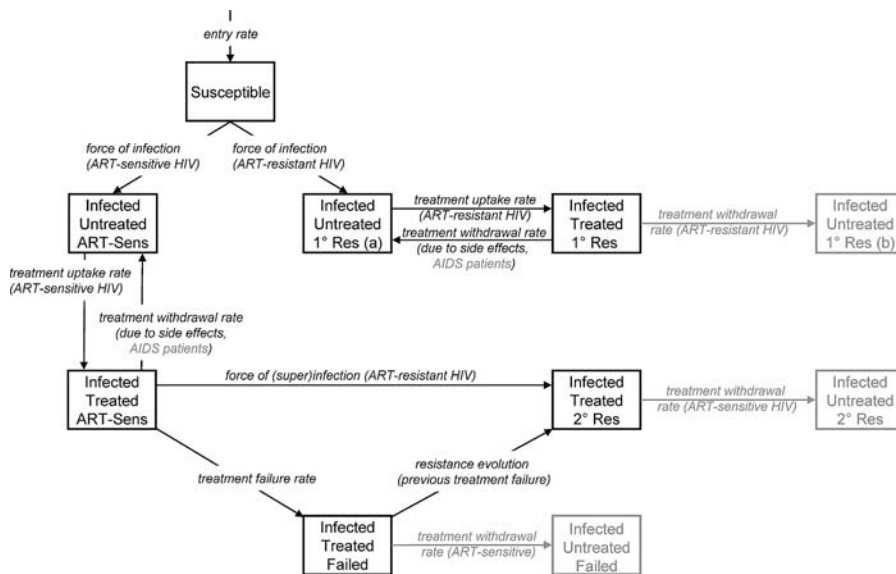 entry rate
Susceptible
force of infection
(ART-sensitive HIV)
force of infection
(ART-resistant HIV)
Infected
Untreated
ART-Sens
Infected
Untreated
1° Res (a)
treatment uptake rate
(ART-resistant HIV)
treatment withdrawal rate
(due to side effects,
AIDS patients)
Infected
Treated
1° Res
treatment withdrawal
rate (ART-resistant HIV)
Infected
Untreated
1° Res (b)
treatment uptake rate
(ART-sensitive HIV)
treatment withdrawal rate
(due to side effects,
AIDS patients)
Infected
Treated
ART-Sens
force of (super)infection (ART-resistant HIV)
Infected
Treated
2° Res
treatment withdrawal
rate (ART-sensitive HIV)
Infected
Untreated
2° Res
treatment failure rate
resistance evolution
(previous treatment failure)
Infected
Treated
Failed
treatment withdrawal
rate (ART-sensitive)
Infected
Untreated
Failed